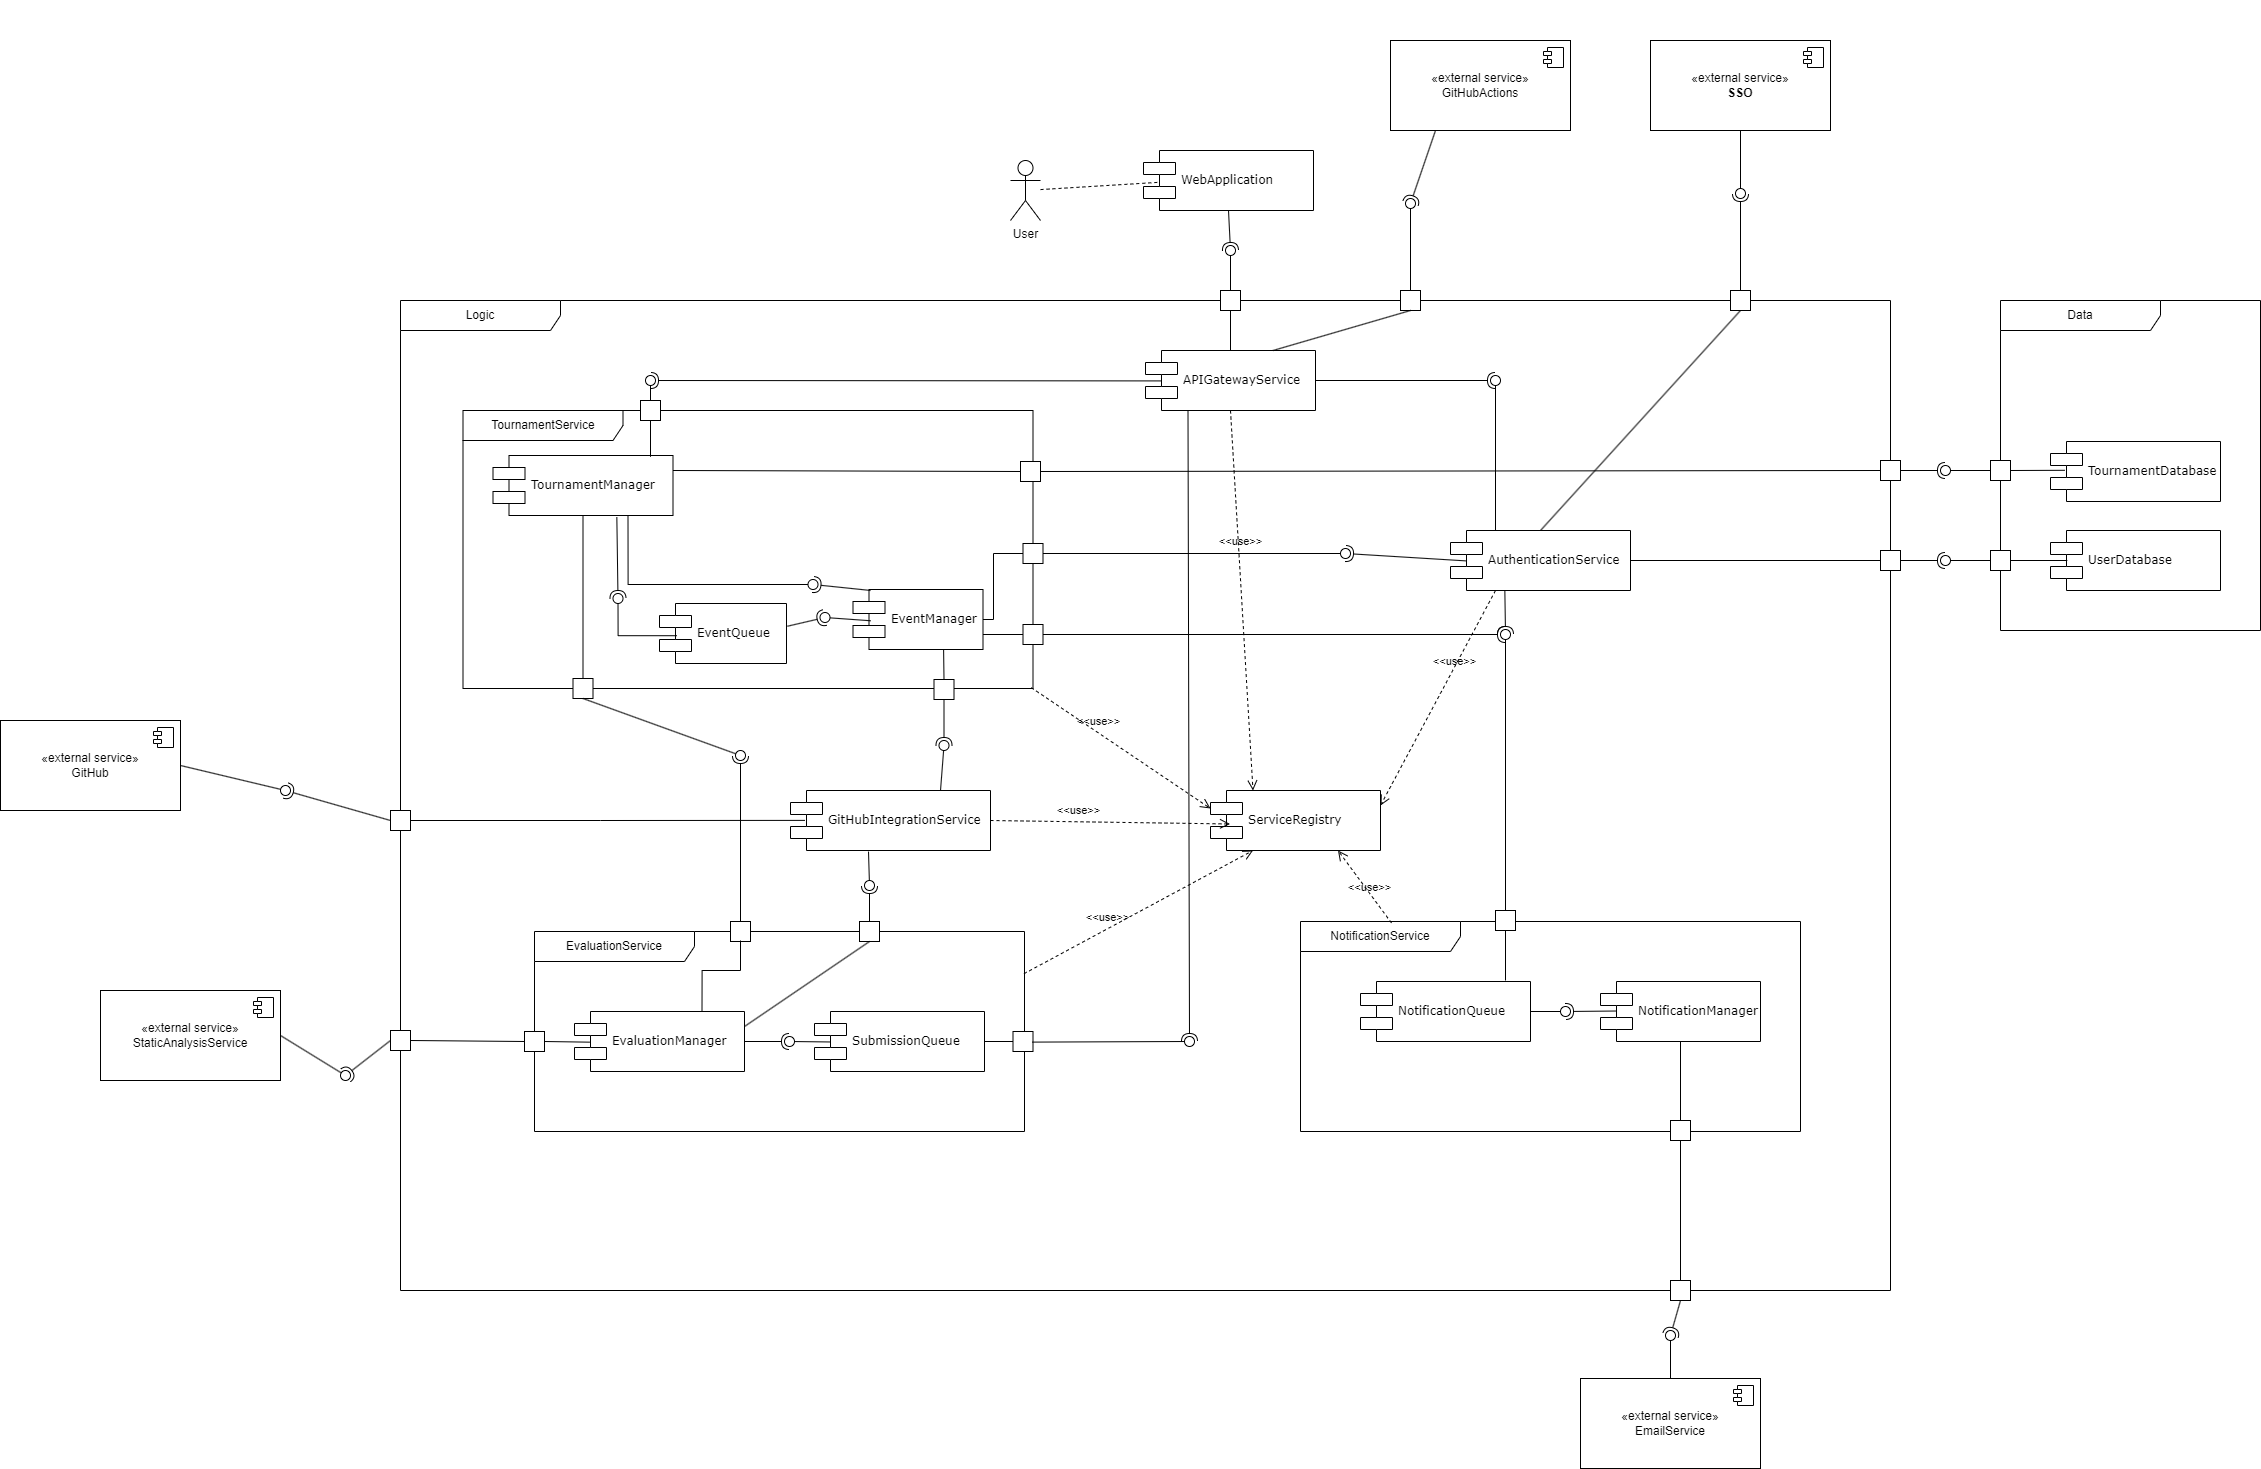 «external service»
GitHubActions
«external service»
SSO
WebApplication
User
Logic
Data
APIGatewayService
TournamentService
TournamentManager
TournamentDatabase
<<use>>
AuthenticationService
UserDatabase
EventManager
EventQueue
<<use>>
<<use>>
«external service»
GitHub
<<use>>
GitHubIntegrationService
ServiceRegistry
<<use>>
<<use>>
EvaluationService
NotificationService
«external service»
StaticAnalysisService
EvaluationManager
SubmissionQueue
NotificationQueue
NotificationManager
«external service»
EmailService